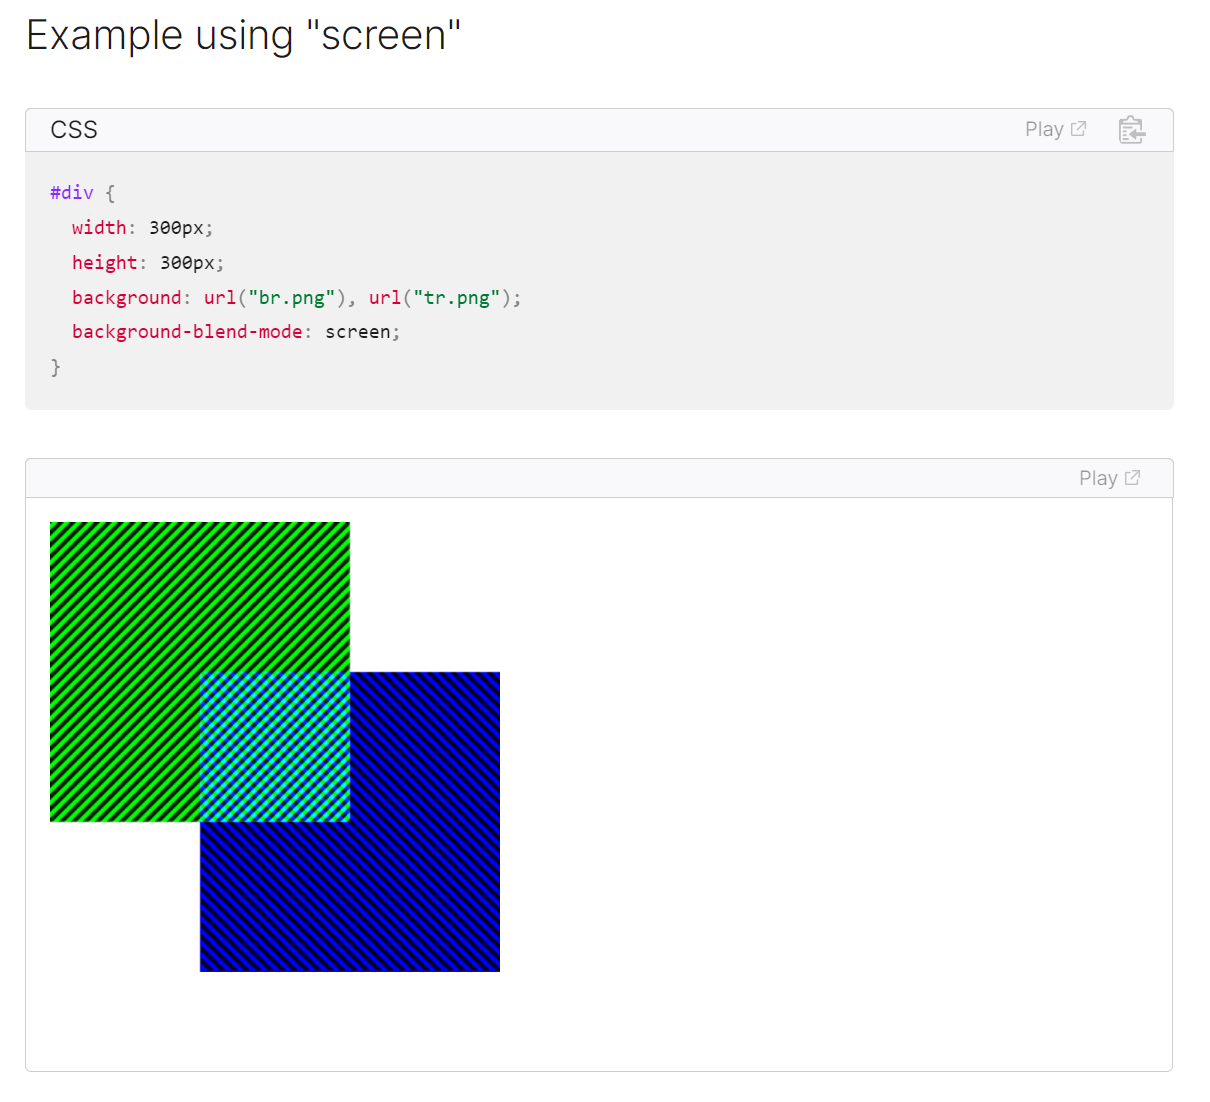 Example using "screen"
CSS
Play
#div {
  width: 300px;
  height: 300px;
  background: url("br.png"), url("tr.png");
  background-blend-mode: screen;
}
Play